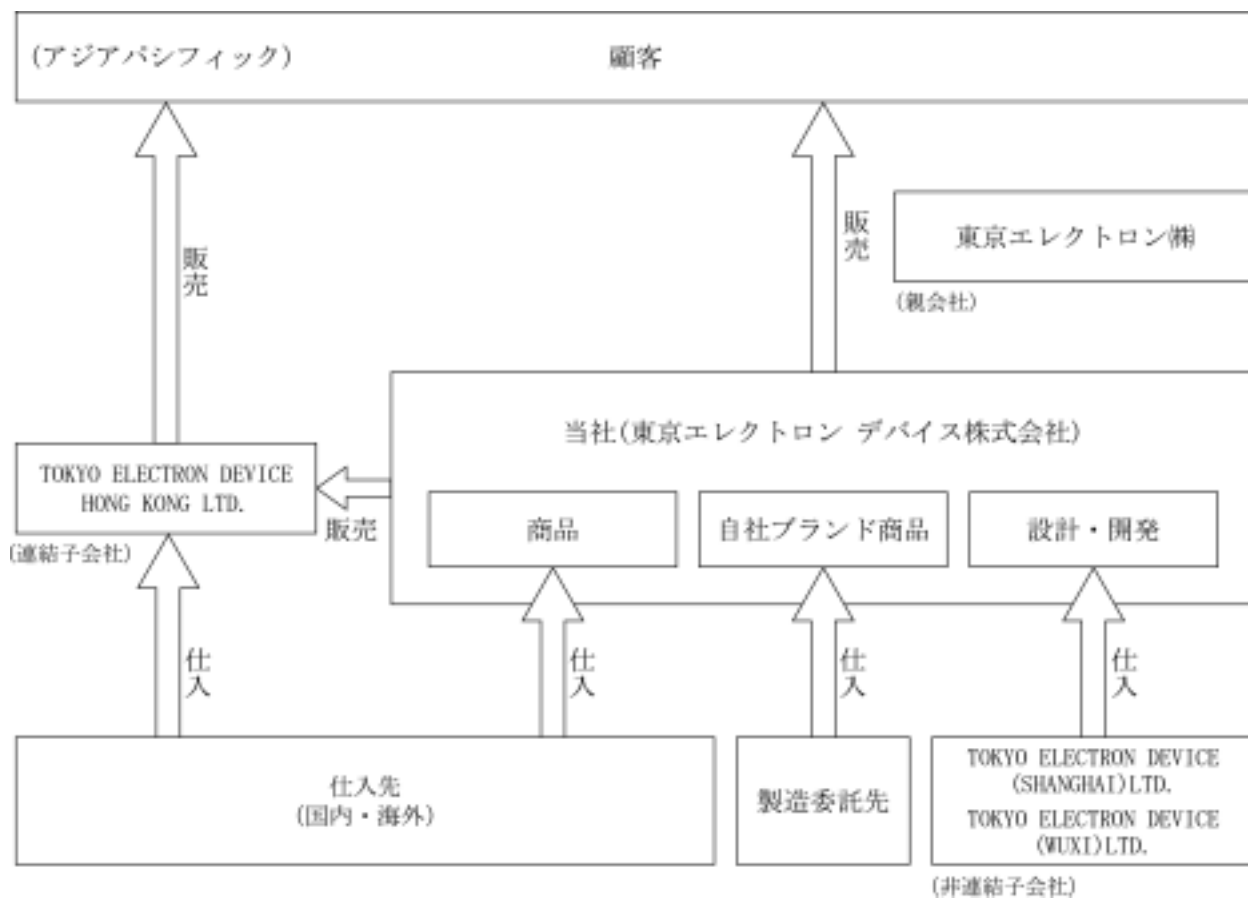 (アジアパシフィック) 顧客
販売
販売
東京エレクトロン㈱
(親会社)
当社(東京エレクトロン デバイス株式会社)
TOKYO ELECTRON DEVICE
HONG KONG LTD.
(連結子会社)
販売
商品
自社ブランド商品
設計・開発
仕入
仕入
仕入
仕入
仕入先
(国内・海外)
製造委託先
TOKYO ELECTRON DEVICE
(SHANGHAI)LTD.
TOKYO ELECTRON DEVICE
(WUXI)LTD.
(非連結子会社)